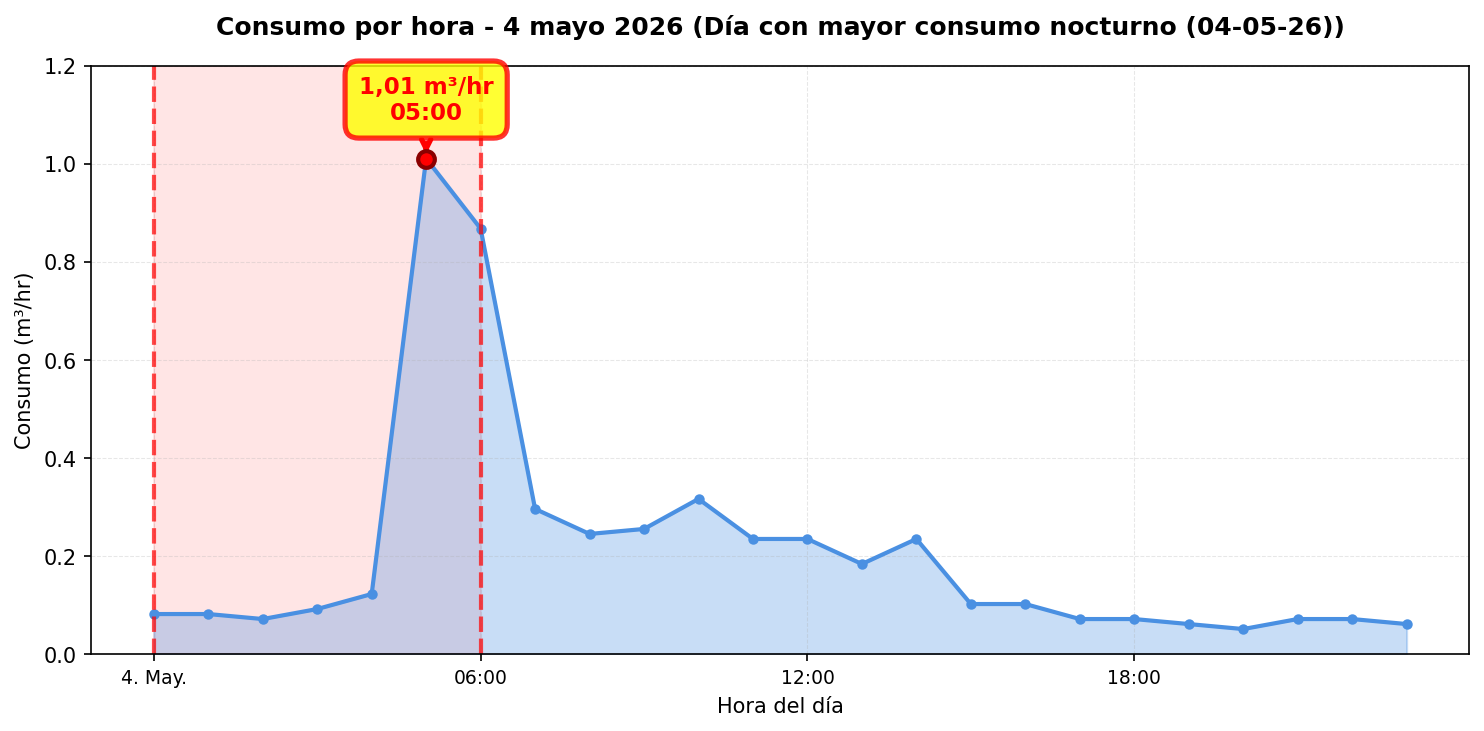 Consumo por hora - 4 mayo 2026 (Día con mayor consumo nocturno (04-05-26))
1,01 m³/hr
05:00
Consumo (m³/hr)
1.2
1.0
0.8
0.6
0.4
0.2
0.0
4. May.
06:00
12:00
18:00
Hora del día